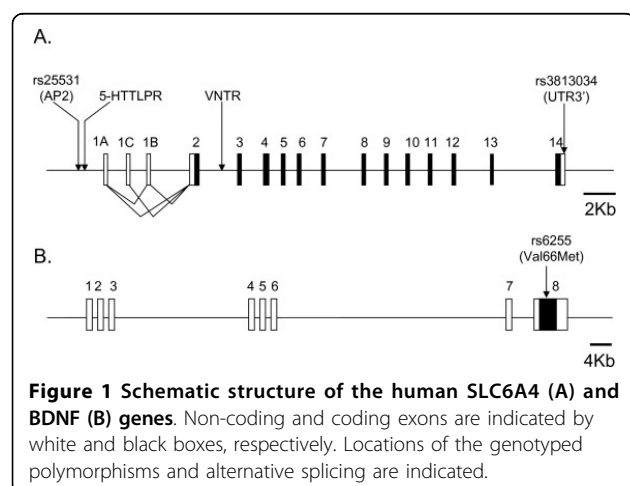 A.
rs25531
(AP2)
5-HTTLPR
VNTR
rs3813034
(UTR3')
1A 1C 1B 2 3 4 5 6 7 8 9 10 11 12 13 14
2Kb
B.
rs6255
(Val66Met)
1 2 3 4 5 6 7 8
4Kb
Figure 1 Schematic structure of the human SLC6A4 (A) and
BDNF (B) genes. Non-coding and coding exons are indicated by
white and black boxes, respectively. Locations of the genotyped
polymorphisms and alternative splicing are indicated.